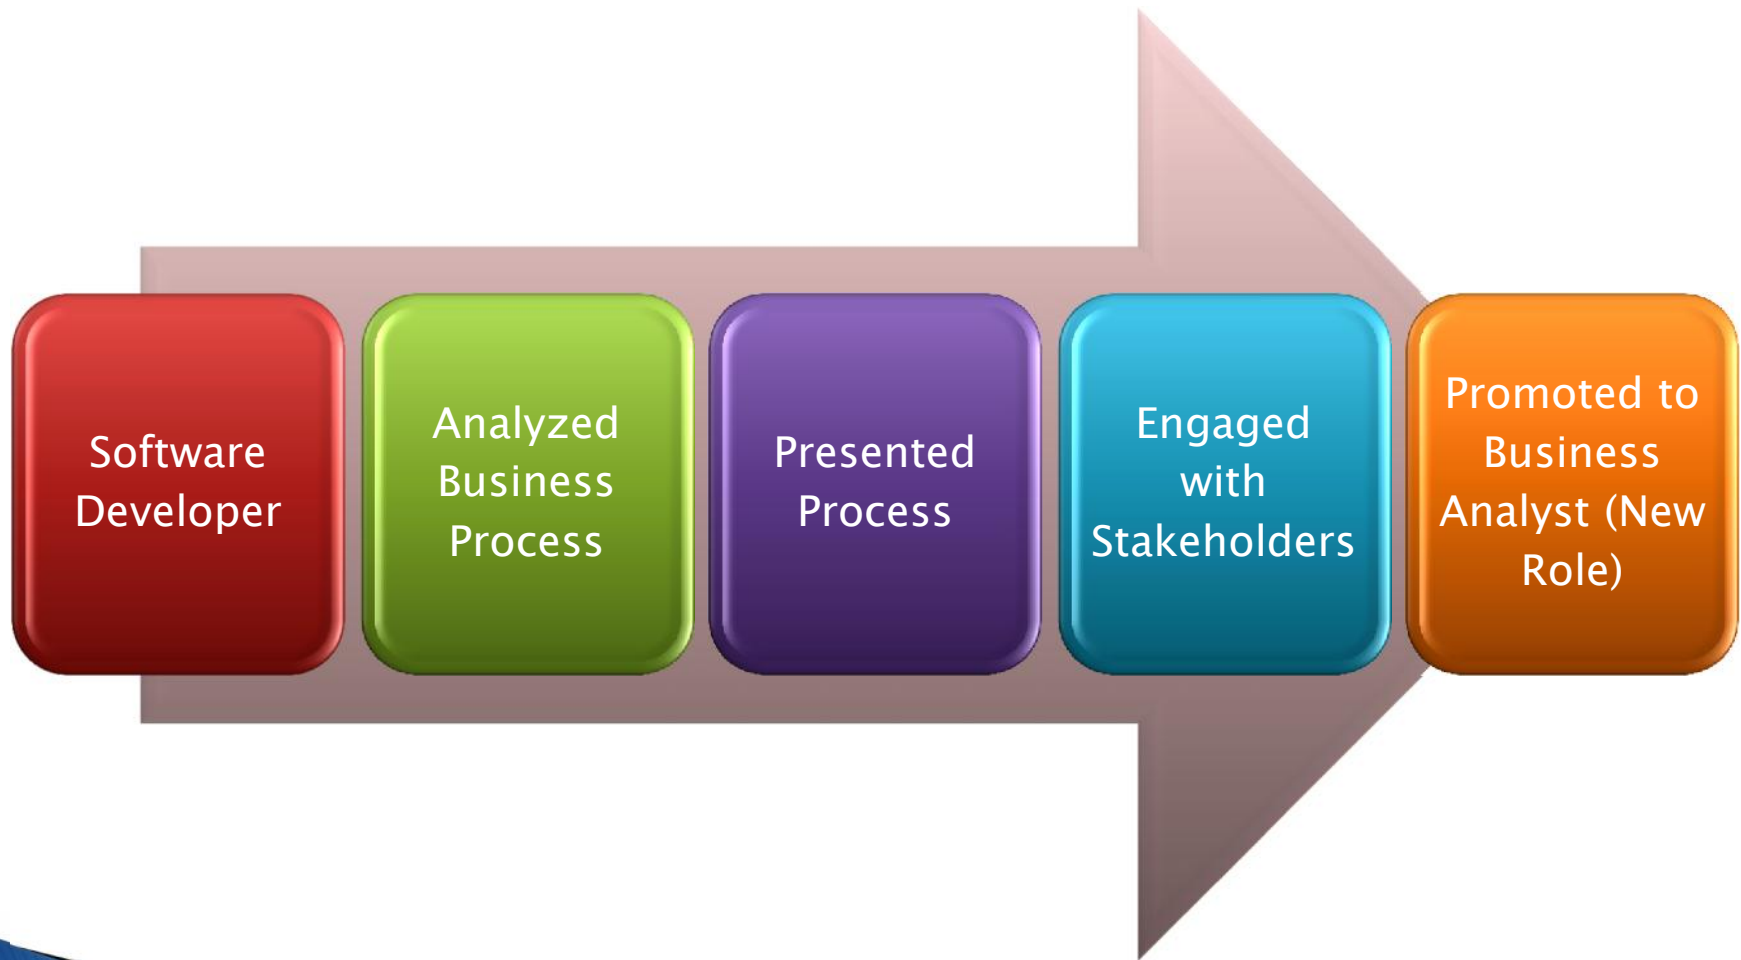 Software
Developer
Analyzed
Business
Process
Presented
Process
Engaged
with
Stakeholders
Promoted to
Business
Analyst (New
Role)